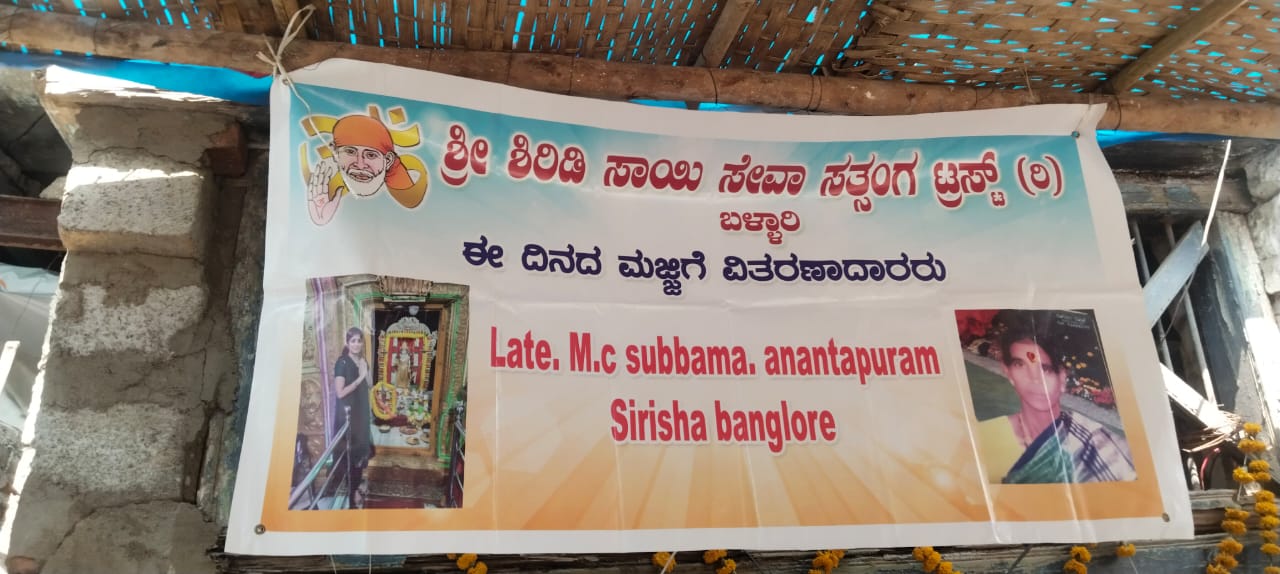 ಶ್ರೀ ಶಿರಿಡಿ ಸಾಯಿ ಸೇವಾ ಸತ್ಸಂಗ ಟ್ರಸ್ಟ್ (ರಿ)
ಬಳ್ಳಾರಿ
ಈ ದಿನದ ಮಜ್ಜಿಗೆ ವಿತರಣಾದಾರರು
Late. M.c subbama. anantapuram
Sirisha banglore